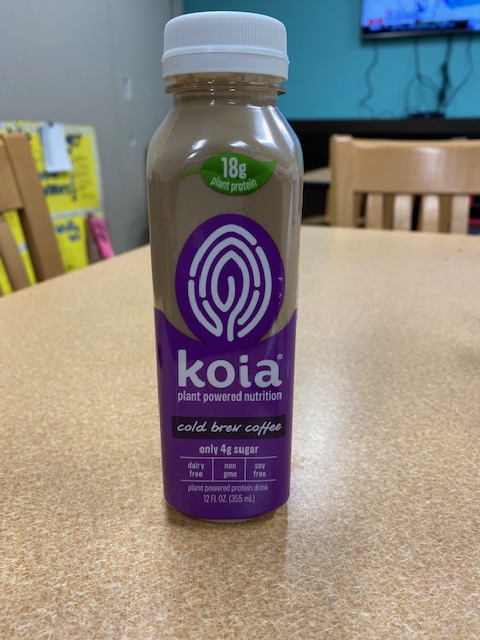 18g
plant protein
koia®
plant powered nutrition
cold brew coffee
only 4g sugar
dairy free
non gmo
soy free
plant powered protein drink
12 FL OZ. (355 mL)